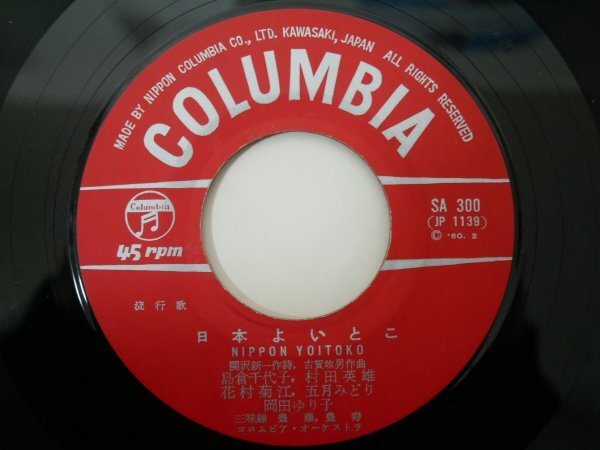 MADE BY NIPPON COLUMBIA CO., LTD. KAWASAKI, JAPAN ALL RIGHTS RESERVED
COLUMBIA
Columbia
45 rpm
SA 300
(JP 1139)
© '60. 2
流行歌
日本よいとこ
NIPPON YOITOKO
関沢新一作詩, 古賀政男作曲
島倉千代子, 村田英雄
花村菊江, 五月みどり
岡田ゆり子
三味線 豊藤, 豊寿
コロムビア・オーケストラ